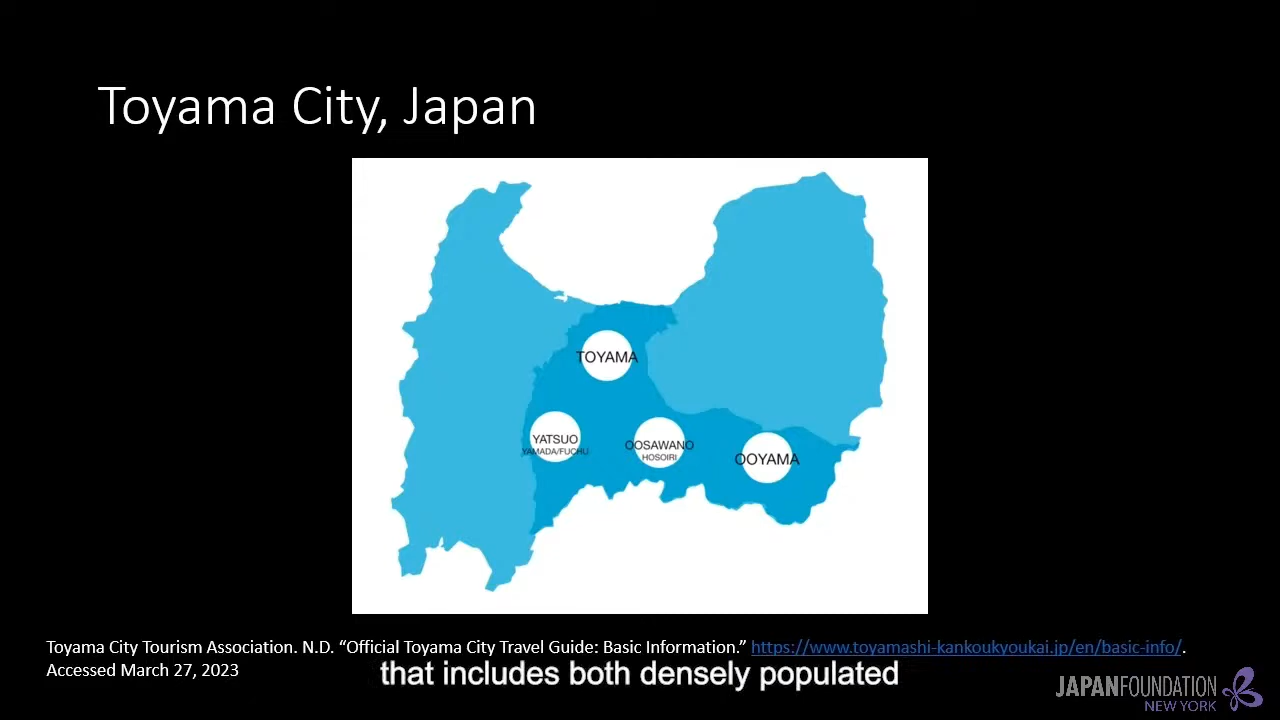 Toyama City, Japan
TOYAMA
YATSUO
YAMADA/FUCHU
OOSAWANO
HOSOIRI
OOYAMA
Toyama City Tourism Association. N.D. “Official Toyama City Travel Guide: Basic Information.” https://www.toyamashi-kankoukyoukai.jp/en/basic-info/.
Accessed March 27, 2023
that includes both densely populated
JAPANFOUNDATION
NEW YORK